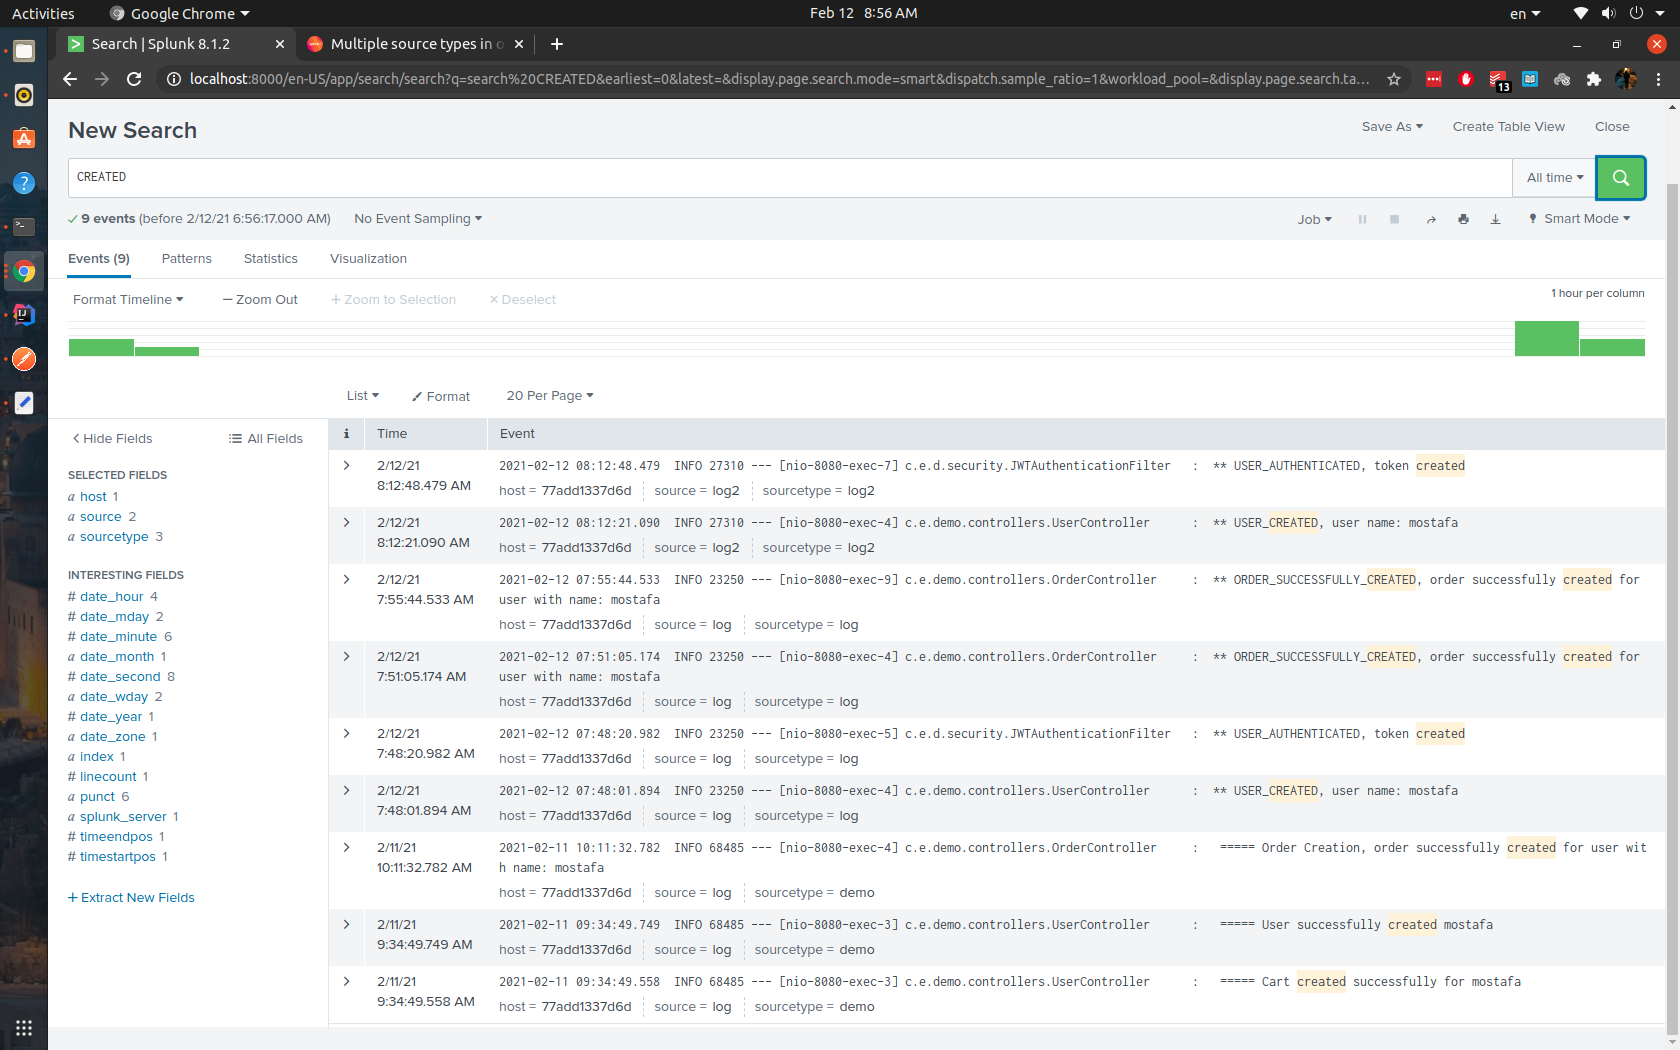 Activities Google Chrome Feb 12 8:56 AM en
Search | Splunk 8.1.2 Multiple source types in o
localhost:8000/en-US/app/search/search?q=search%20CREATED&earliest=0&latest=&display.page.search.mode=smart&dispatch.sample_ratio=1&workload_pool=&display.page.search.ta... 13
New Search Save As Create Table View Close
CREATED All time
9 events (before 2/12/21 6:56:17.000 AM) No Event Sampling Job Smart Mode
Events (9) Patterns Statistics Visualization
Format Timeline — Zoom Out + Zoom to Selection × Deselect 1 hour per column
List Format 20 Per Page
Hide Fields All Fields
SELECTED FIELDS
a host 1
a source 2
a sourcetype 3
INTERESTING FIELDS
# date_hour 4
# date_mday 2
# date_minute 6
a date_month 1
# date_second 8
a date_wday 2
# date_year 1
a date_zone 1
a index 1
# linecount 1
a punct 6
a splunk_server 1
# timeendpos 1
# timestartpos 1
+ Extract New Fields
i Time Event
2/12/21 2021-02-12 08:12:48.479 INFO 27310 --- [nio-8080-exec-7] c.e.d.security.JWTAuthenticationFilter : ** USER_AUTHENTICATED, token created
8:12:48.479 AM host = 77add1337d6d source = log2 sourcetype = log2
2/12/21 2021-02-12 08:12:21.090 INFO 27310 --- [nio-8080-exec-4] c.e.demo.controllers.UserController : ** USER_CREATED, user name: mostafa
8:12:21.090 AM host = 77add1337d6d source = log2 sourcetype = log2
2/12/21 2021-02-12 07:55:44.533 INFO 23250 --- [nio-8080-exec-9] c.e.demo.controllers.OrderController : ** ORDER_SUCCESSFULLY_CREATED, order successfully created for
7:55:44.533 AM user with name: mostafa
host = 77add1337d6d source = log sourcetype = log
2/12/21 2021-02-12 07:51:05.174 INFO 23250 --- [nio-8080-exec-4] c.e.demo.controllers.OrderController : ** ORDER_SUCCESSFULLY_CREATED, order successfully created for
7:51:05.174 AM user with name: mostafa
host = 77add1337d6d source = log sourcetype = log
2/12/21 2021-02-12 07:48:20.982 INFO 23250 --- [nio-8080-exec-5] c.e.d.security.JWTAuthenticationFilter : ** USER_AUTHENTICATED, token created
7:48:20.982 AM host = 77add1337d6d source = log sourcetype = log
2/12/21 2021-02-12 07:48:01.894 INFO 23250 --- [nio-8080-exec-4] c.e.demo.controllers.UserController : ** USER_CREATED, user name: mostafa
7:48:01.894 AM host = 77add1337d6d source = log sourcetype = log
2/11/21 2021-02-11 10:11:32.782 INFO 68485 --- [nio-8080-exec-4] c.e.demo.controllers.OrderController : ===== Order Creation, order successfully created for user wit
10:11:32.782 AM h name: mostafa
host = 77add1337d6d source = log sourcetype = demo
2/11/21 2021-02-11 09:34:49.749 INFO 68485 --- [nio-8080-exec-3] c.e.demo.controllers.UserController : ===== User successfully created mostafa
9:34:49.749 AM host = 77add1337d6d source = log sourcetype = demo
2/11/21 2021-02-11 09:34:49.558 INFO 68485 --- [nio-8080-exec-3] c.e.demo.controllers.UserController : ===== Cart created successfully for mostafa
9:34:49.558 AM host = 77add1337d6d source = log sourcetype = demo